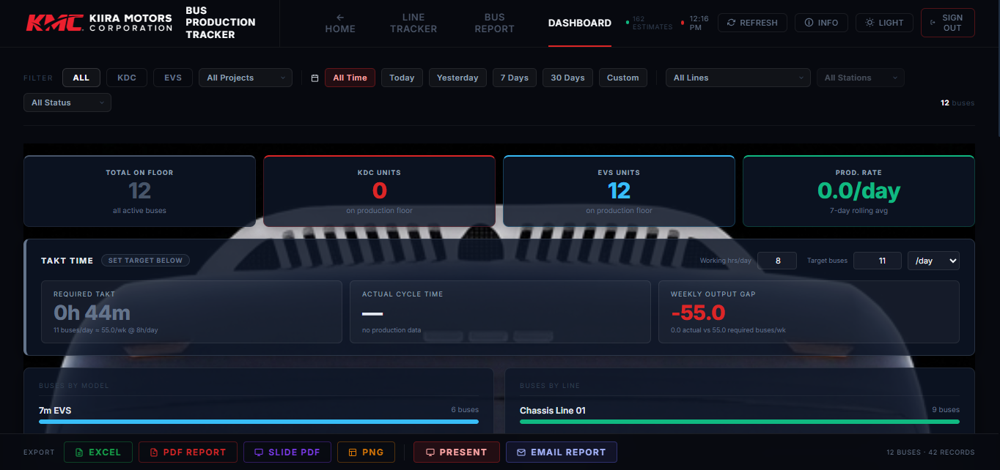 KMC KIIRA MOTORS
CORPORATION
BUS
PRODUCTION
TRACKER
← HOME
LINE
TRACKER
BUS
REPORT
DASHBOARD
162
ESTIMATES
12:16
PM
REFRESH
INFO
LIGHT
SIGN
OUT
FILTER
ALL
KDC
EVS
All Projects
All Time
Today
Yesterday
7 Days
30 Days
Custom
All Lines
All Stations
All Status
12 buses
TOTAL ON FLOOR
12
all active buses
KDC UNITS
0
on production floor
EVS UNITS
12
on production floor
PROD. RATE
0.0/day
7-day rolling avg
TAKT TIME
SET TARGET BELOW
Working hrs/day
8
Target buses
11
/day
REQUIRED TAKT
0h 44m
11 buses/day = 55.0/wk @ 8h/day
ACTUAL CYCLE TIME
—
no production data
WEEKLY OUTPUT GAP
-55.0
0.0 actual vs 55.0 required buses/wk
BUSES BY MODEL
7m EVS
6 buses
BUSES BY LINE
Chassis Line 01
9 buses
EXPORT
EXCEL
PDF REPORT
SLIDE PDF
PNG
PRESENT
EMAIL REPORT
12 BUSES · 42 RECORDS